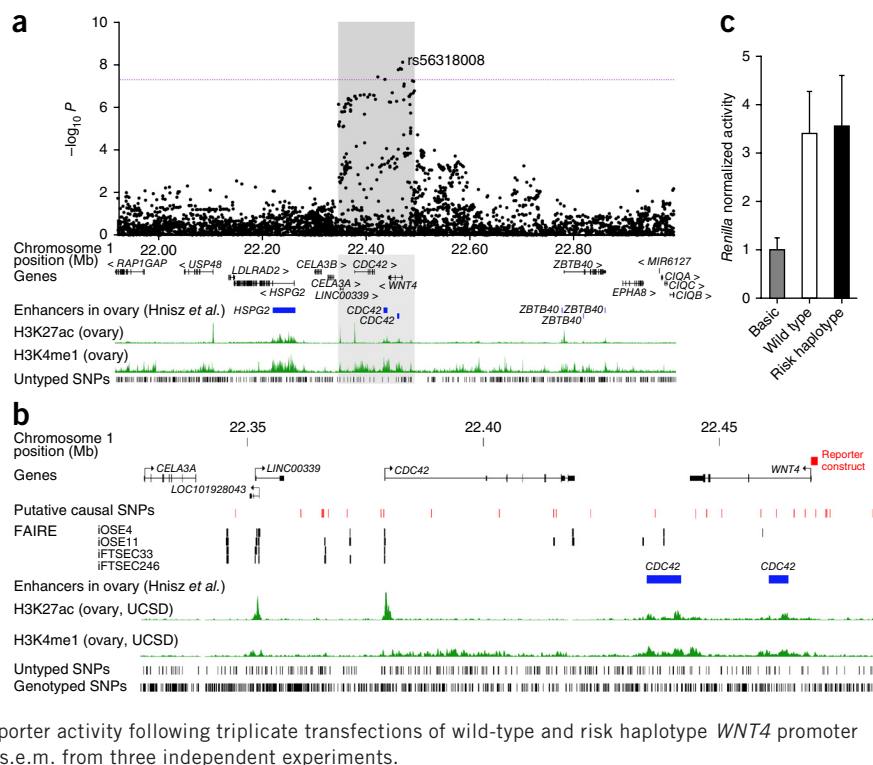 a
10
8
6
4
2
0
–log10 P
rs56318008
Chromosome 1
position (Mb)
22.00
22.20
22.40
22.60
22.80
Genes
< RAP1GAP
< USP48
LDLRAD2 >
< HSPG2
CELA3B >
CELA3A >
LINC00339 >
CDC42 >
< WNT4
ZBTB40 >
EPHA8 >
< MIR6127
CIQA >
CIQC >
CIQB >
Enhancers in ovary (Hnisz et al.)
HSPG2
CDC42
CDC42
ZBTB40
ZBTB40
ZBTB40
H3K27ac (ovary)
H3K4me1 (ovary)
Untyped SNPs
c
5
4
3
2
1
0
Renilla normalized activity
Basic
Wild type
Risk haplotype
b
Chromosome 1
position (Mb)
22.35
22.40
22.45
Genes
CELA3A
LINC00339
LOC101928043
CDC42
WNT4
Reporter
construct
Putative causal SNPs
FAIRE
iOSE4
iOSE11
iFTSEC33
iFTSEC246
Enhancers in ovary (Hnisz et al.)
CDC42
CDC42
H3K27ac (ovary, UCSD)
H3K4me1 (ovary, UCSD)
Untyped SNPs
Genotyped SNPs
porter activity following triplicate transfections of wild-type and risk haplotype WNT4 promoter
s.e.m. from three independent experiments.